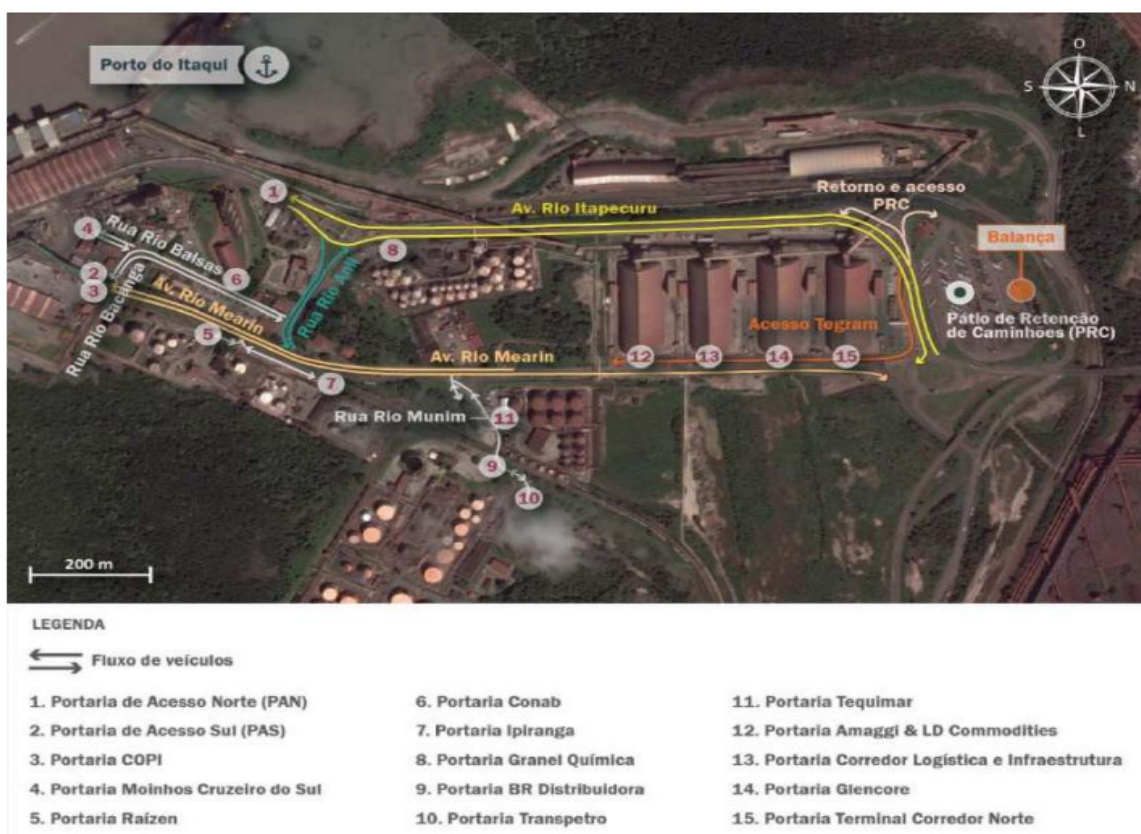 Porto do Itaqui
O
S
N
L
Retorno e acesso
PRC
1
Av. Rio Itapecuru
4
Rua Rio Balsas
8
Balança
2
6
3
Rua Rio Bacanga
Av. Rio Mearin
Rua Rio Anil
Pátio de Retenção
de Caminhões (PRC)
Acesso Tegram
5
Av. Rio Mearin
12
13
14
15
7
Rua Rio Munim
11
9
10
200 m
LEGENDA
Fluxo de veículos
1. Portaria de Acesso Norte (PAN)
2. Portaria de Acesso Sul (PAS)
3. Portaria COPI
4. Portaria Moinhos Cruzeiro do Sul
5. Portaria Raízen
6. Portaria Conab
7. Portaria Ipiranga
8. Portaria Granel Química
9. Portaria BR Distribuidora
10. Portaria Transpetro
11. Portaria Tequimar
12. Portaria Amaggi & LD Commodities
13. Portaria Corredor Logística e Infraestrutura
14. Portaria Glencore
15. Portaria Terminal Corredor Norte